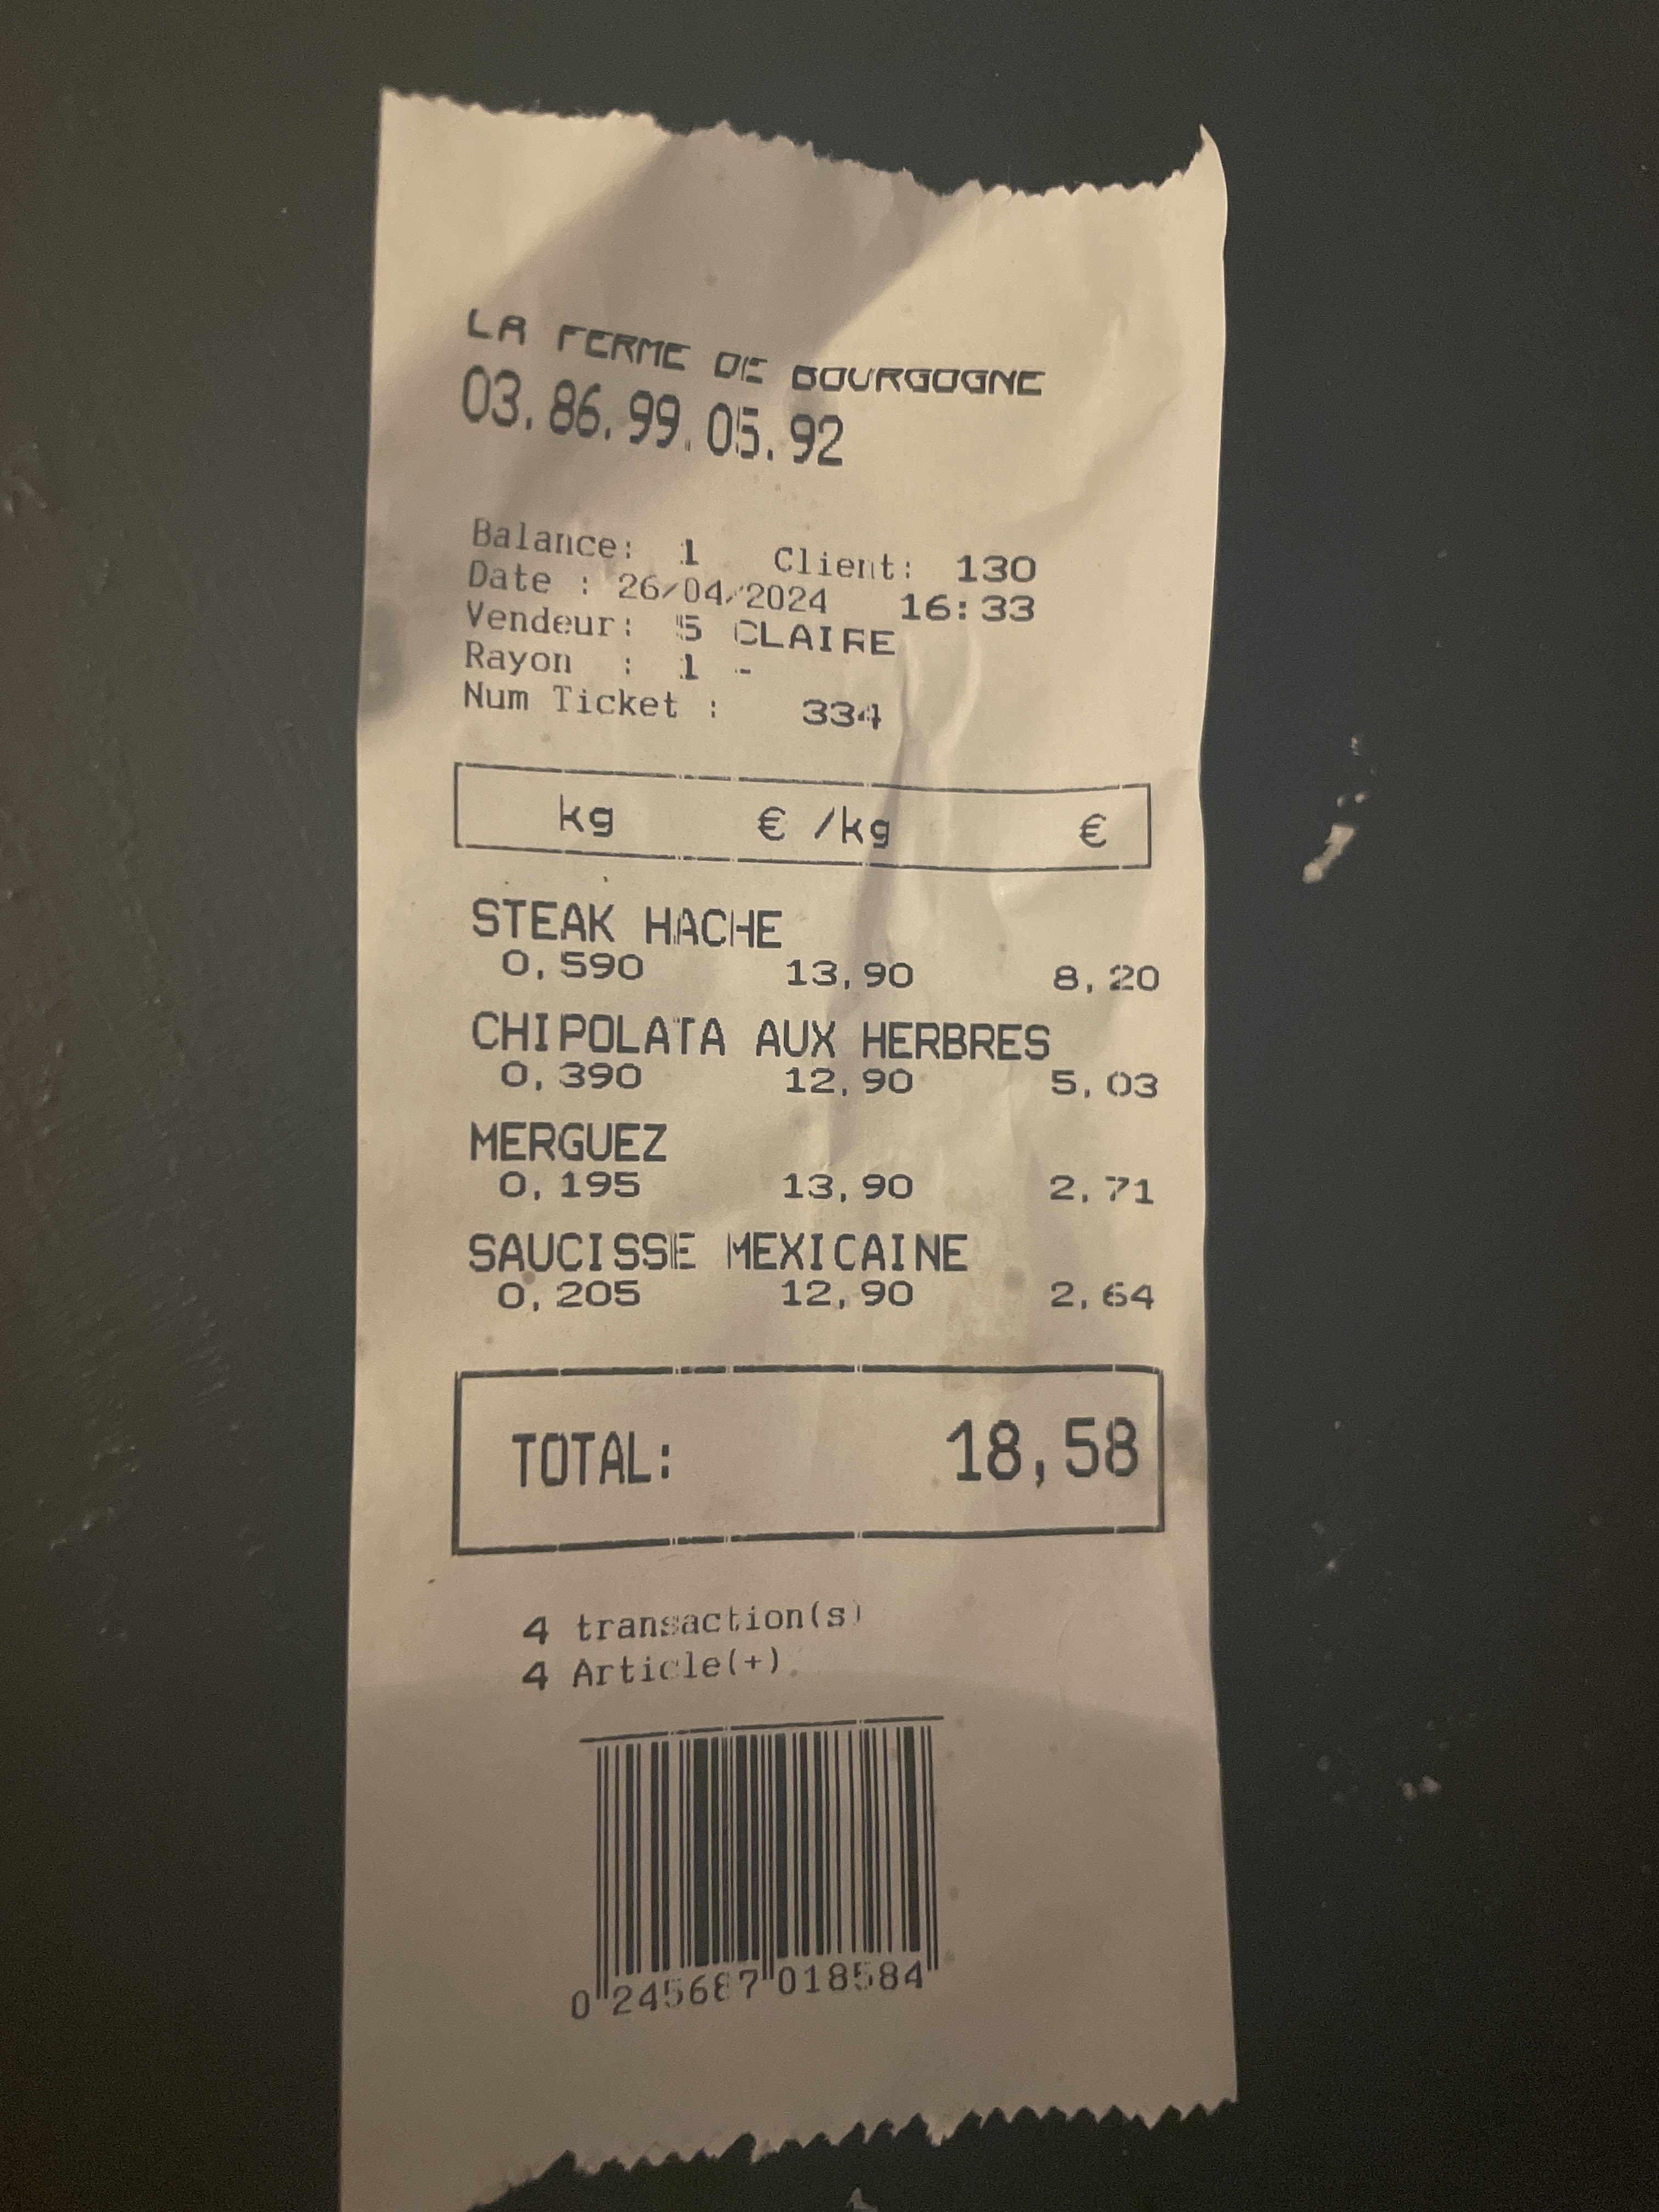 LA FERME DE BOURGOGNE
03.86.99.05.92
Balance: 1 Client: 130
Date : 26/04/2024 16:33
Vendeur: 5 CLAIRE
Rayon : 1 -
Num Ticket : 334
kg € /kg €
STEAK HACHE
0,590 13,90 8,20
CHIPOLATA AUX HERBRES
0,390 12,90 5,03
MERGUEZ
0,195 13,90 2,71
SAUCISSE MEXICAINE
0,205 12,90 2,64
TOTAL: 18,58
4 transaction(s)
4 Article(+)
0 245687 018584